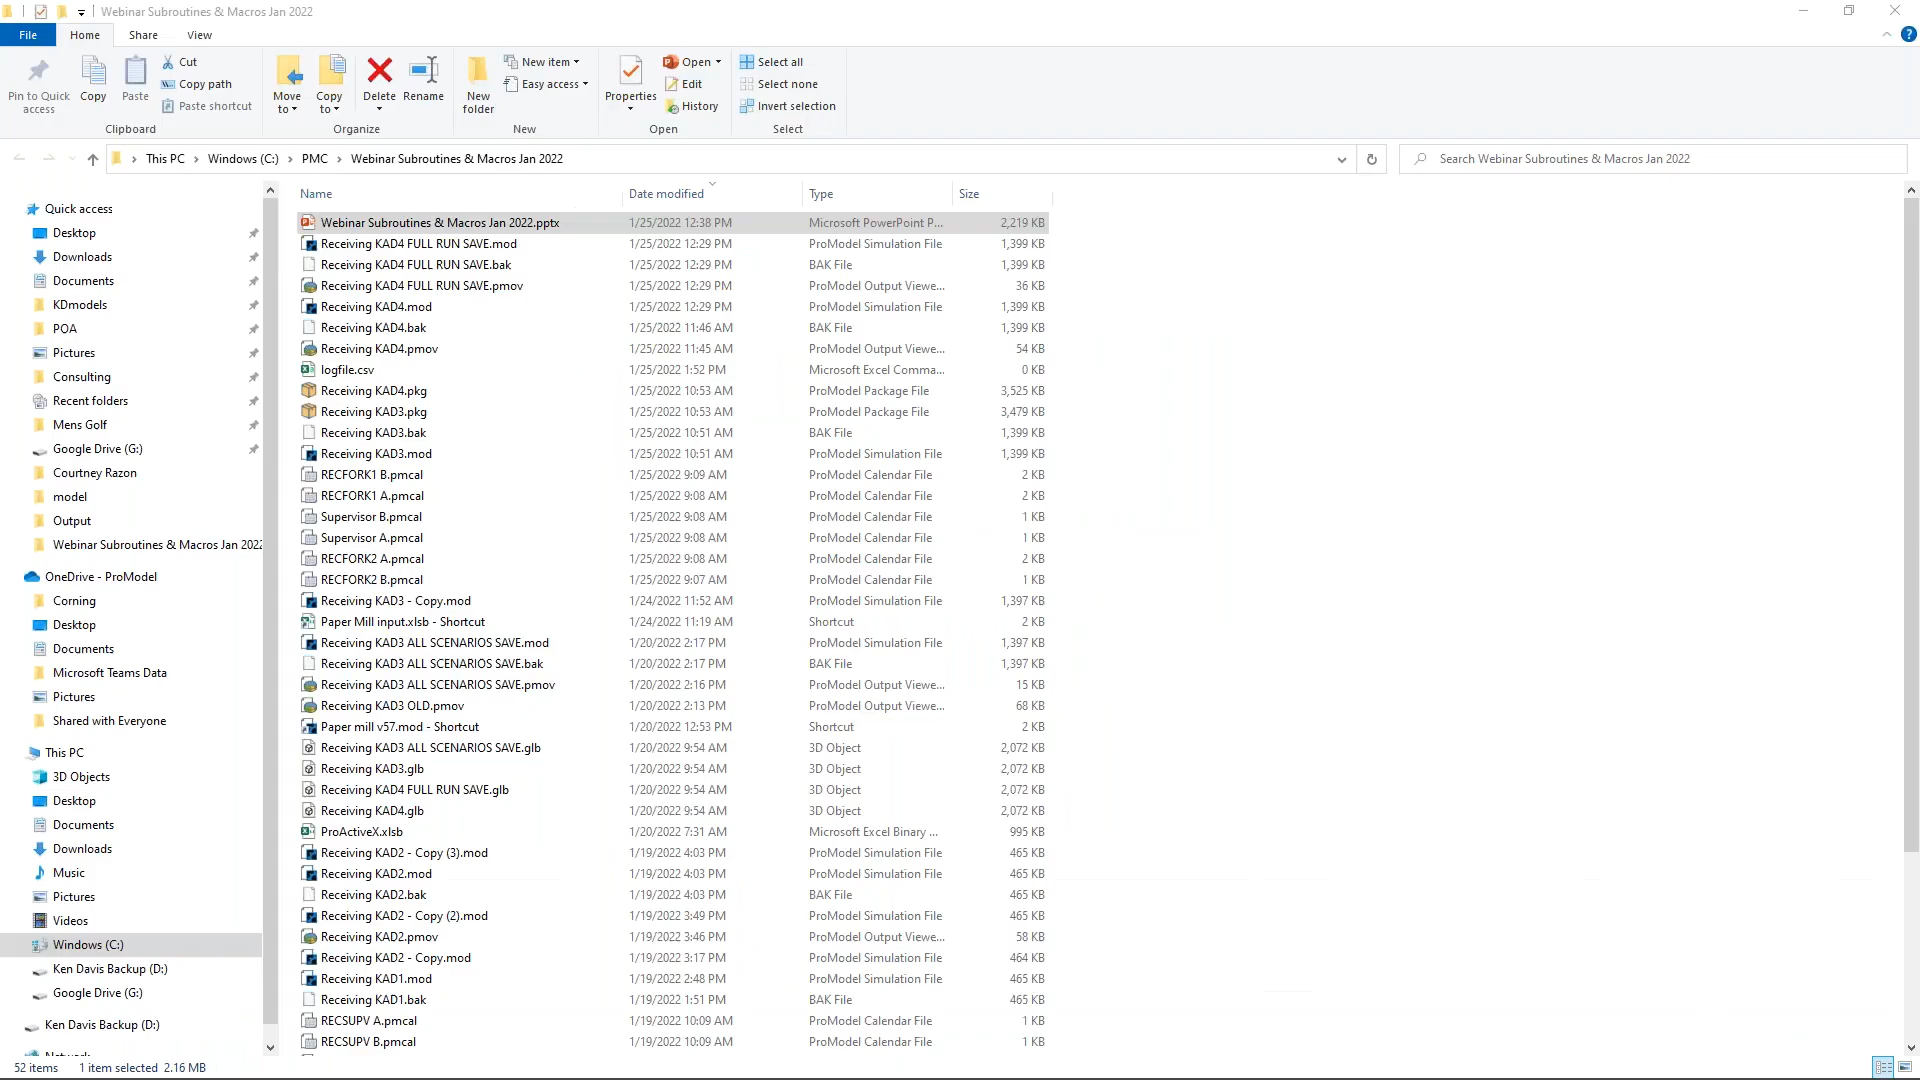 Webinar Subroutines & Macros Jan 2022
File Home Share View
Pin to Quick access
Copy
Paste
Cut
Copy path
Paste shortcut
Clipboard
Move to
Copy to
Delete
Rename
Organize
New folder
New item
Easy access
New
Properties
Open
Edit
History
Open
Select all
Select none
Invert selection
Select
This PC › Windows (C:) › PMC › Webinar Subroutines & Macros Jan 2022
Search Webinar Subroutines & Macros Jan 2022
Quick access
Desktop
Downloads
Documents
KDmodels
POA
Pictures
Consulting
Recent folders
Mens Golf
Google Drive (G:)
Courtney Razon
model
Output
Webinar Subroutines & Macros Jan 2022
OneDrive - ProModel
Corning
Desktop
Documents
Microsoft Teams Data
Pictures
Shared with Everyone
This PC
3D Objects
Desktop
Documents
Downloads
Music
Pictures
Videos
Windows (C:)
Ken Davis Backup (D:)
Google Drive (G:)
Ken Davis Backup (D:)
Name Date modified Type Size
Webinar Subroutines & Macros Jan 2022.pptx 1/25/2022 12:38 PM Microsoft PowerPoint P... 2,219 KB
Receiving KAD4 FULL RUN SAVE.mod 1/25/2022 12:29 PM ProModel Simulation File 1,399 KB
Receiving KAD4 FULL RUN SAVE.bak 1/25/2022 12:29 PM BAK File 1,399 KB
Receiving KAD4 FULL RUN SAVE.pmov 1/25/2022 12:29 PM ProModel Output Viewe... 36 KB
Receiving KAD4.mod 1/25/2022 12:29 PM ProModel Simulation File 1,399 KB
Receiving KAD4.bak 1/25/2022 11:46 AM BAK File 1,399 KB
Receiving KAD4.pmov 1/25/2022 11:45 AM ProModel Output Viewe... 54 KB
logfile.csv 1/25/2022 1:52 PM Microsoft Excel Comma... 0 KB
Receiving KAD4.pkg 1/25/2022 10:53 AM ProModel Package File 3,525 KB
Receiving KAD3.pkg 1/25/2022 10:53 AM ProModel Package File 3,479 KB
Receiving KAD3.bak 1/25/2022 10:51 AM BAK File 1,399 KB
Receiving KAD3.mod 1/25/2022 10:51 AM ProModel Simulation File 1,399 KB
RECFORK1 B.pmcal 1/25/2022 9:09 AM ProModel Calendar File 2 KB
RECFORK1 A.pmcal 1/25/2022 9:08 AM ProModel Calendar File 2 KB
Supervisor B.pmcal 1/25/2022 9:08 AM ProModel Calendar File 1 KB
Supervisor A.pmcal 1/25/2022 9:08 AM ProModel Calendar File 1 KB
RECFORK2 A.pmcal 1/25/2022 9:08 AM ProModel Calendar File 2 KB
RECFORK2 B.pmcal 1/25/2022 9:07 AM ProModel Calendar File 1 KB
Receiving KAD3 - Copy.mod 1/24/2022 11:52 AM ProModel Simulation File 1,397 KB
Paper Mill input.xlsb - Shortcut 1/24/2022 11:19 AM Shortcut 2 KB
Receiving KAD3 ALL SCENARIOS SAVE.mod 1/20/2022 2:17 PM ProModel Simulation File 1,397 KB
Receiving KAD3 ALL SCENARIOS SAVE.bak 1/20/2022 2:17 PM BAK File 1,397 KB
Receiving KAD3 ALL SCENARIOS SAVE.pmov 1/20/2022 2:16 PM ProModel Output Viewe... 15 KB
Receiving KAD3 OLD.pmov 1/20/2022 2:13 PM ProModel Output Viewe... 68 KB
Paper mill v57.mod - Shortcut 1/20/2022 12:53 PM Shortcut 2 KB
Receiving KAD3 ALL SCENARIOS SAVE.glb 1/20/2022 9:54 AM 3D Object 2,072 KB
Receiving KAD3.glb 1/20/2022 9:54 AM 3D Object 2,072 KB
Receiving KAD4 FULL RUN SAVE.glb 1/20/2022 9:54 AM 3D Object 2,072 KB
Receiving KAD4.glb 1/20/2022 9:54 AM 3D Object 2,072 KB
ProActiveX.xlsb 1/20/2022 7:31 AM Microsoft Excel Binary ... 995 KB
Receiving KAD2 - Copy (3).mod 1/19/2022 4:03 PM ProModel Simulation File 465 KB
Receiving KAD2.mod 1/19/2022 4:03 PM ProModel Simulation File 465 KB
Receiving KAD2.bak 1/19/2022 4:03 PM BAK File 465 KB
Receiving KAD2 - Copy (2).mod 1/19/2022 3:49 PM ProModel Simulation File 465 KB
Receiving KAD2.pmov 1/19/2022 3:46 PM ProModel Output Viewe... 58 KB
Receiving KAD2 - Copy.mod 1/19/2022 3:17 PM ProModel Simulation File 464 KB
Receiving KAD1.mod 1/19/2022 2:48 PM ProModel Simulation File 465 KB
Receiving KAD1.bak 1/19/2022 1:51 PM BAK File 465 KB
RECSUPV A.pmcal 1/19/2022 10:09 AM ProModel Calendar File 1 KB
RECSUPV B.pmcal 1/19/2022 10:09 AM ProModel Calendar File 1 KB
52 items 1 item selected 2.16 MB